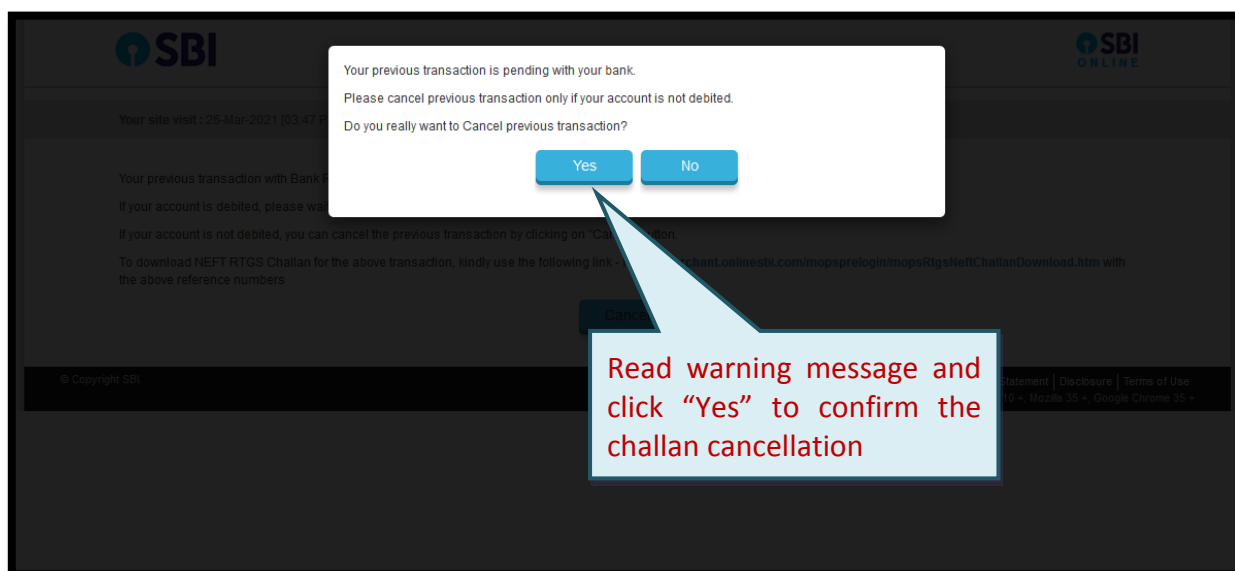 SBI
SBI
ONLINE
Your previous transaction is pending with your bank.
Please cancel previous transaction only if your account is not debited.
Do you really want to Cancel previous transaction?
Yes No
Your site visit : 25-Mar-2021 [03:47 P
Your previous transaction with Bank
If your account is debited, please wai
If your account is not debited, you can cancel the previous transaction by clicking on "Ca
To download NEFT RTGS Challan for the above transaction, kindly use the following link - rchant.onlinesbi.com/mopsprelogin/mopsRtgsNeftChallanDownload.htm with
the above reference numbers
Cancel
Read warning message and
click “Yes” to confirm the
challan cancellation
© Copyright SBI
Statement | Disclosure | Terms of Use
10 +, Mozilla 35 +, Google Chrome 35 +